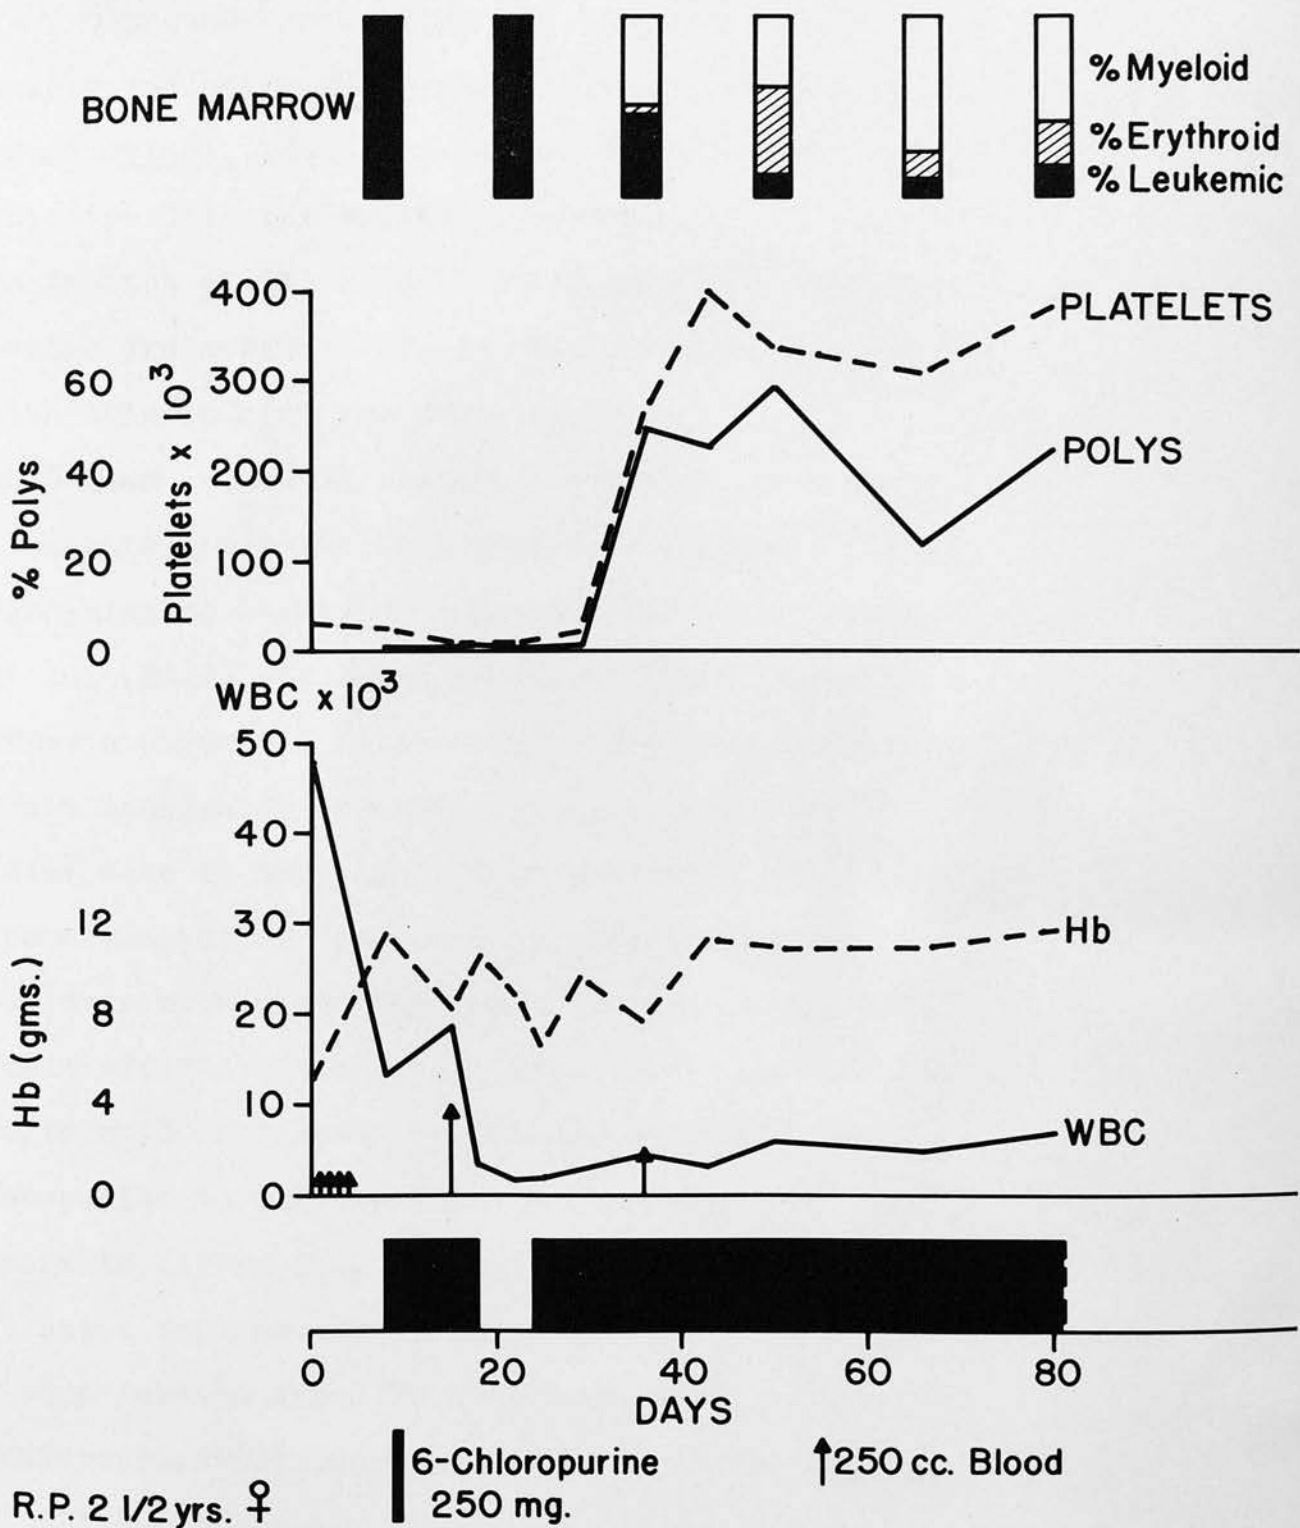 BONE MARROW
% Myeloid
% Erythroid
% Leukemic
% Polys
60
40
20
0
Platelets x 10³
400
300
200
100
0
PLATELETS
POLYS
WBC x 10³
50
40
30
20
10
0
Hb (gms.)
12
8
4
0
Hb
WBC
0 20 40 60 80
DAYS
6-Chloropurine
250 mg.
250 cc. Blood
R.P. 2 1/2 yrs. ♀